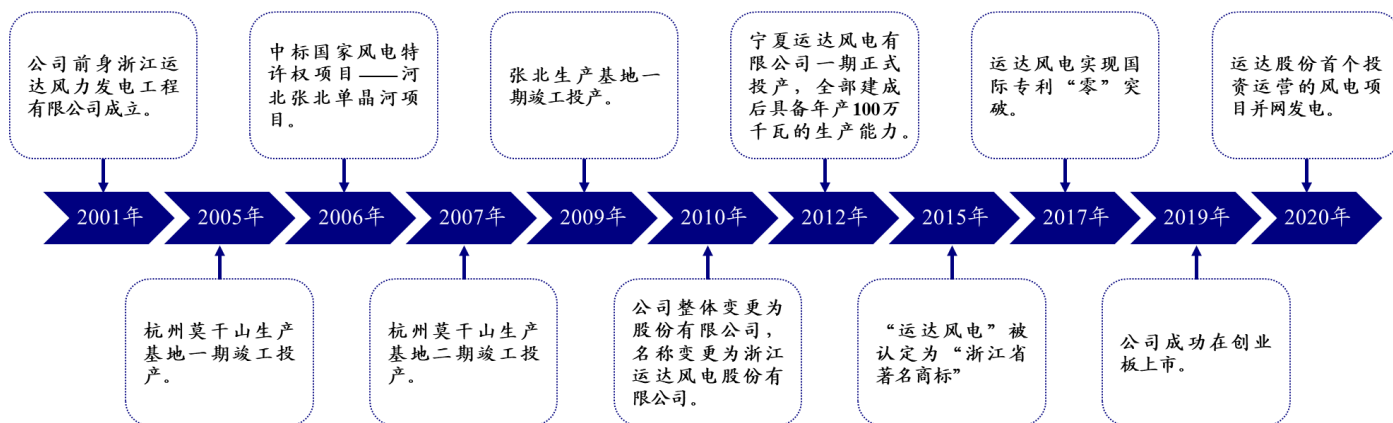 公司前身浙江运
达风力发电工程
有限公司成立。
中标国家风电特
许权项目——河
北张北单晶河项
目。
张北生产基地一
期竣工投产。
宁夏运达风电有
限公司一期正式
投产，全部建成
后具备年产100万
千瓦的生产能力。
运达风电实现国
际专利“零”突
破。
运达股份首个投
资运营的风电项
目并网发电。
2001年
2005年
2006年
2007年
2009年
2010年
2012年
2015年
2017年
2019年
2020年
杭州莫干山生产
基地一期竣工投
产。
杭州莫干山生产
基地二期竣工投
产。
公司整体变更为
股份有限公司，
名称变更为浙江
运达风电股份有
限公司。
“运达风电”被
认定为“浙江省
著名商标”
公司成功在创业
板上市。